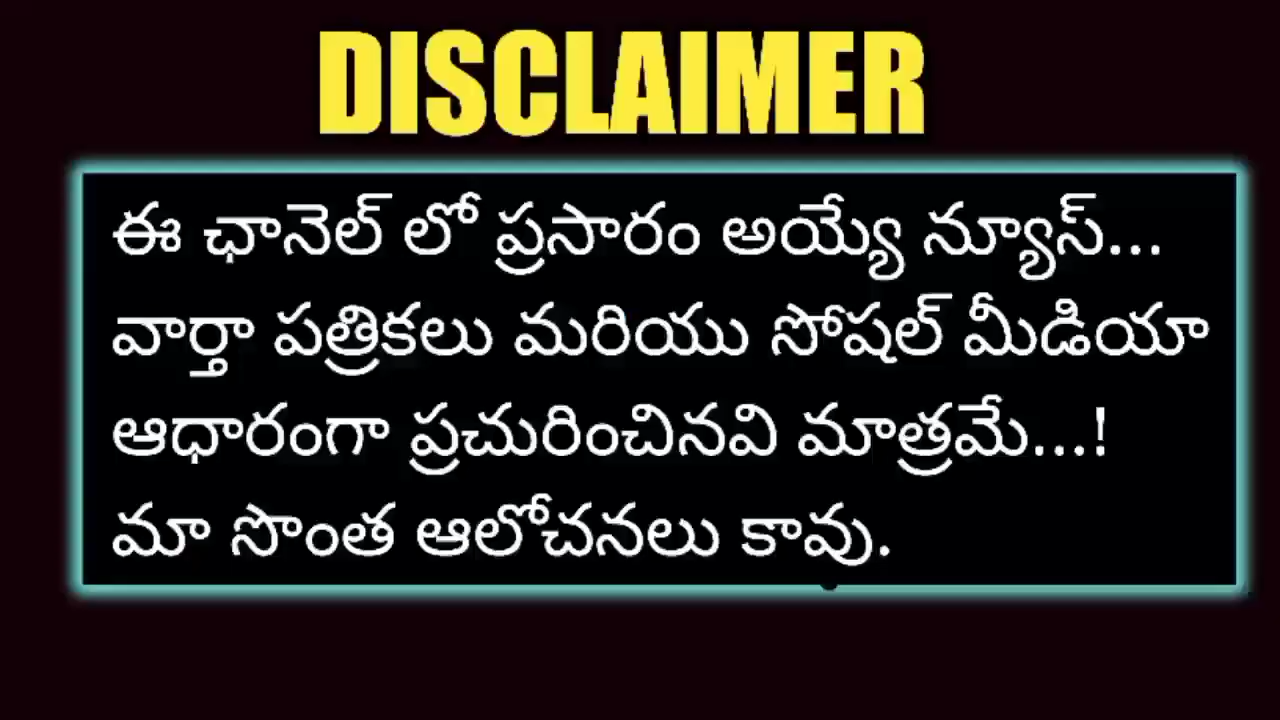 DISCLAIMER
ఈ ఛానెల్ లో ప్రసారం అయ్యే న్యూస్...
వార్తా పత్రికలు మరియు సోషల్ మీడియా
ఆధారంగా ప్రచురించినవి మాత్రమే...!
మా సొంత ఆలోచనలు కావు.